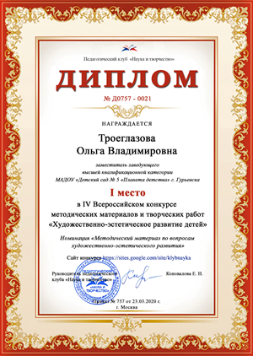 Педагогический клуб «Наука и творчество»
ДИПЛОМ
№ Д0757 - 0021
НАГРАЖДАЕТСЯ
Троеглазова
Ольга Владимировна
заместитель заведующего
высшей квалификационной категории
МАДОУ «Детский сад № 5 «Планета детства» г. Гурьевска
I место
в IV Всероссийском конкурсе
методических материалов и творческих работ
«Художественно-эстетическое развитие детей»
Номинация «Методический материал по вопросам
художественно-эстетического развития»
Сайт конкурса https://sites.google.com/site/klybnayka
Руководитель педагогического
клуба «Наука и творчество»
Коновалова Е. Н.
Приказ № 757 от 23.03.2020 г.
г. Москва